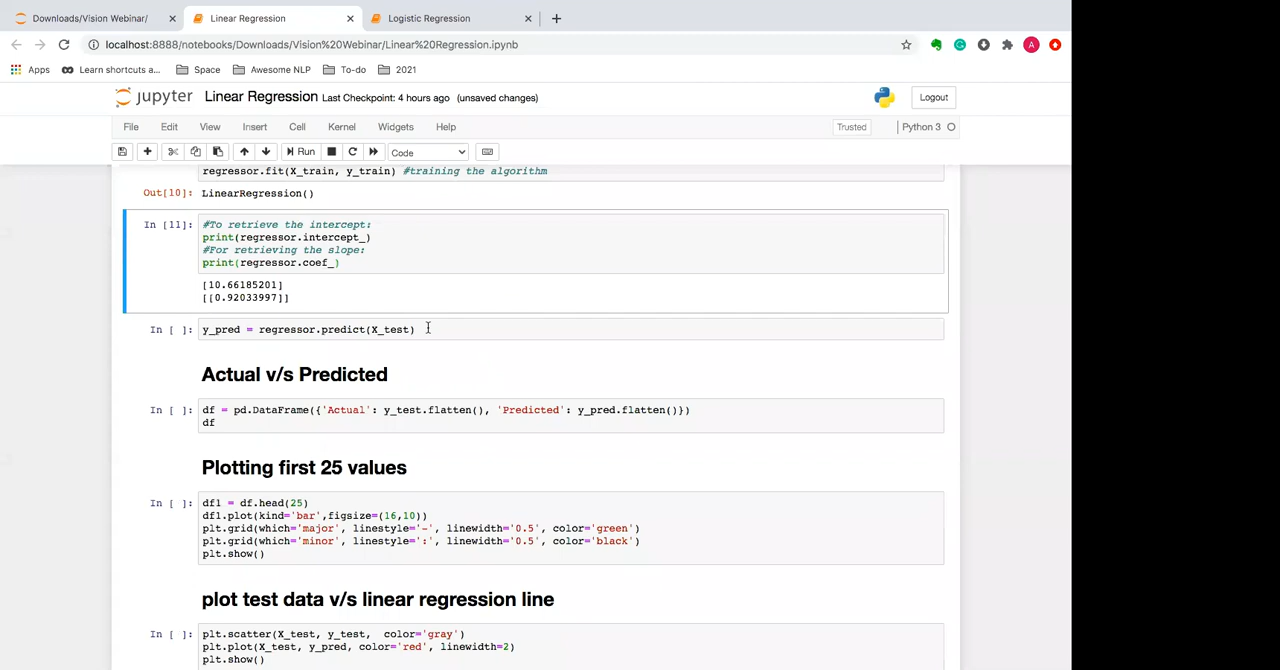 Downloads/Vision Webinar/
Linear Regression
Logistic Regression
localhost:8888/notebooks/Downloads/Vision%20Webinar/Linear%20Regression.ipynb
A
Apps
Learn shortcuts a...
Space
Awesome NLP
To-do
2021
jupyter Linear Regression Last Checkpoint: 4 hours ago (unsaved changes)
Logout
File Edit View Insert Cell Kernel Widgets Help
Trusted
Python 3
Run
Code
regressor.fit(X_train, y_train) #training the algorithm
Out[10]: LinearRegression()
In [11]: #To retrieve the intercept:
print(regressor.intercept_)
#For retrieving the slope:
print(regressor.coef_)
[10.66185201]
[[0.92033997]]
In [ ]: y_pred = regressor.predict(X_test)
Actual v/s Predicted
In [ ]: df = pd.DataFrame({'Actual': y_test.flatten(), 'Predicted': y_pred.flatten()})
df
Plotting first 25 values
In [ ]: df1 = df.head(25)
df1.plot(kind='bar',figsize=(16,10))
plt.grid(which='major', linestyle='-', linewidth='0.5', color='green')
plt.grid(which='minor', linestyle=':', linewidth='0.5', color='black')
plt.show()
plot test data v/s linear regression line
In [ ]: plt.scatter(X_test, y_test,  color='gray')
plt.plot(X_test, y_pred, color='red', linewidth=2)
plt.show()